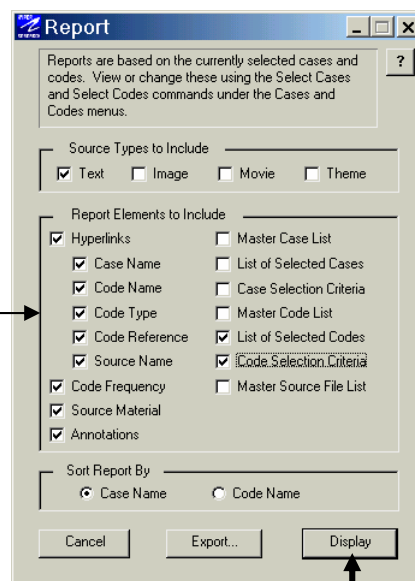 Report
Reports are based on the currently selected cases and
codes. View or change these using the Select Cases
and Select Codes commands under the Cases and
Codes menus.
?
Source Types to Include
Text Image Movie Theme
Report Elements to Include
Hyperlinks
Case Name
Code Name
Code Type
Code Reference
Source Name
Code Frequency
Source Material
Annotations
Master Case List
List of Selected Cases
Case Selection Criteria
Master Code List
List of Selected Codes
Code Selection Criteria
Master Source File List
Sort Report By
Case Name Code Name
Cancel Export... Display